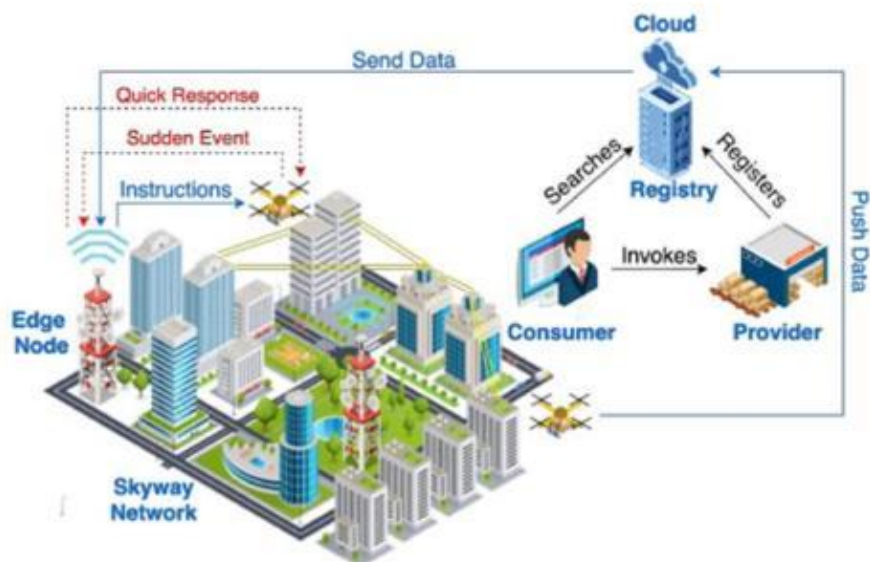 Cloud
Send Data
Quick Response
Sudden Event
Searches
Registers
Registry
Instructions
Push Data
Invokes
Edge
Node
Consumer
Provider
Skyway
Network